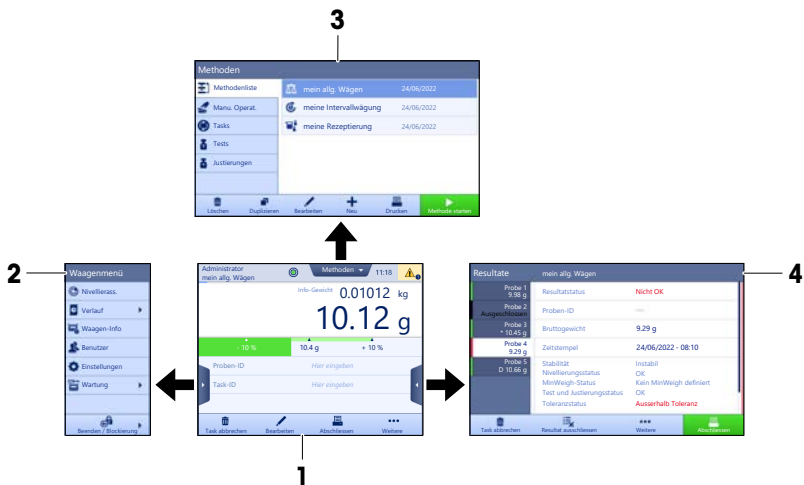 3
Methoden
Methodenliste
mein allg. Wägen 24/06/2022
Manu. Operat.
meine Intervallwägung 24/06/2022
Tasks
meine Rezeptierung 24/06/2022
Tests
Justierungen
Löschen Duplizieren Bearbeiten Neu Drucken Methode starten
2
Waagenmenü
Nivellierass.
Verlauf
Waagen-Info
Benutzer
Einstellungen
Wartung
Beenden / Blockierung
Administrator
mein allg. Wägen
Methoden 11:18
Info-Gewicht 0.01012 kg
10.12 g
- 10 % 10.4 g + 10 %
Proben-ID Hier eingeben
Task-ID Hier eingeben
Task abbrechen Bearbeiten Abschliessen Weitere
1
4
Resultate mein allg. Wägen
Probe 1
9.98 g
Probe 2
Ausgeschlossen
Probe 3
* 10.45 g
Probe 4
9.29 g
Probe 5
D 10.66 g
Resultatstatus Nicht OK
Proben-ID ---
Bruttogewicht 9.29 g
Zeitstempel 24/06/2022 - 08:10
Stabilität Instabil
Nivellierungsstatus OK
MinWeigh-Status Kein MinWeigh definiert
Test und Justierungsstatus OK
Toleranzstatus Ausserhalb Toleranz
Task abbrechen Resultat ausschliessen Weitere Abschliessen